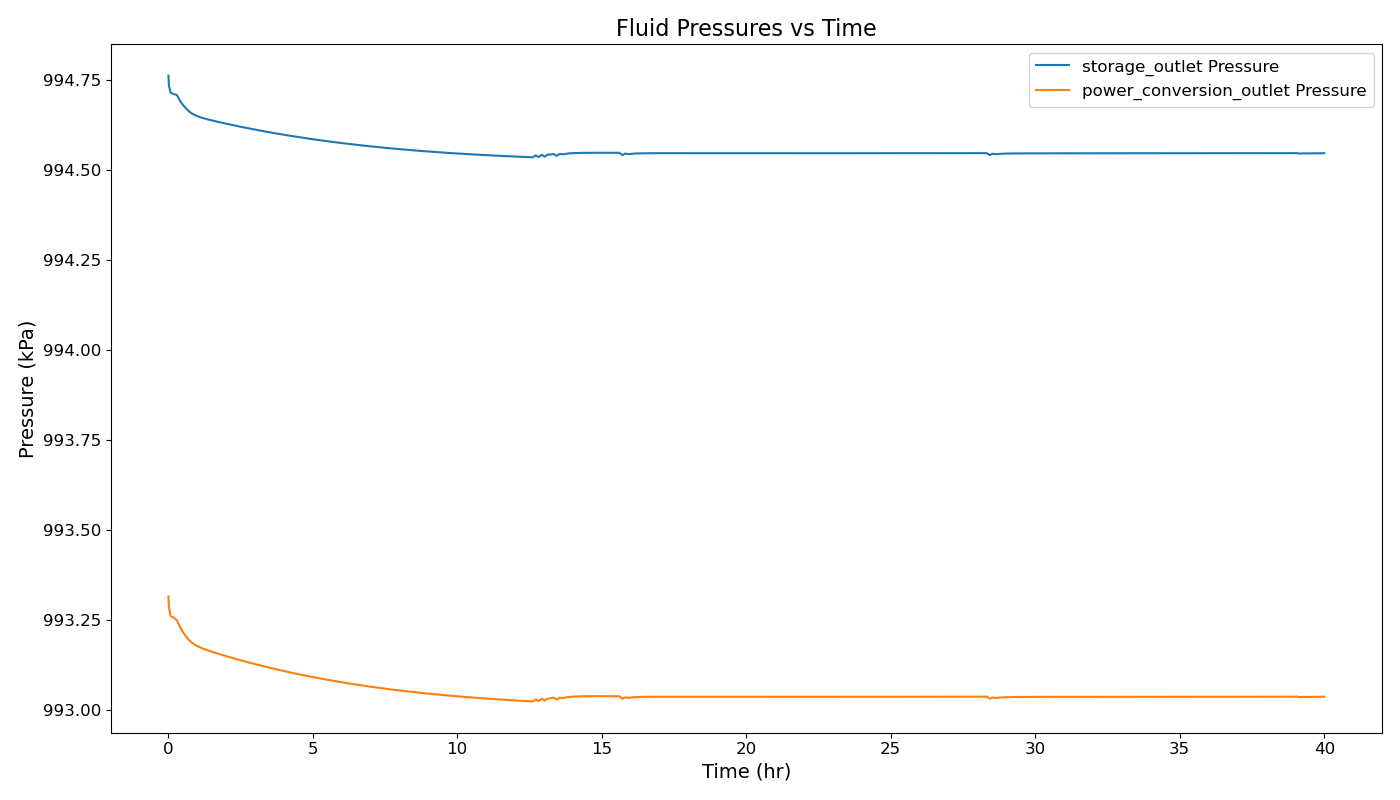 Fluid Pressures vs Time
storage_outlet Pressure
power_conversion_outlet Pressure
Pressure (kPa)
994.75
994.50
994.25
994.00
993.75
993.50
993.25
993.00
0 5 10 15 20 25 30 35 40
Time (hr)